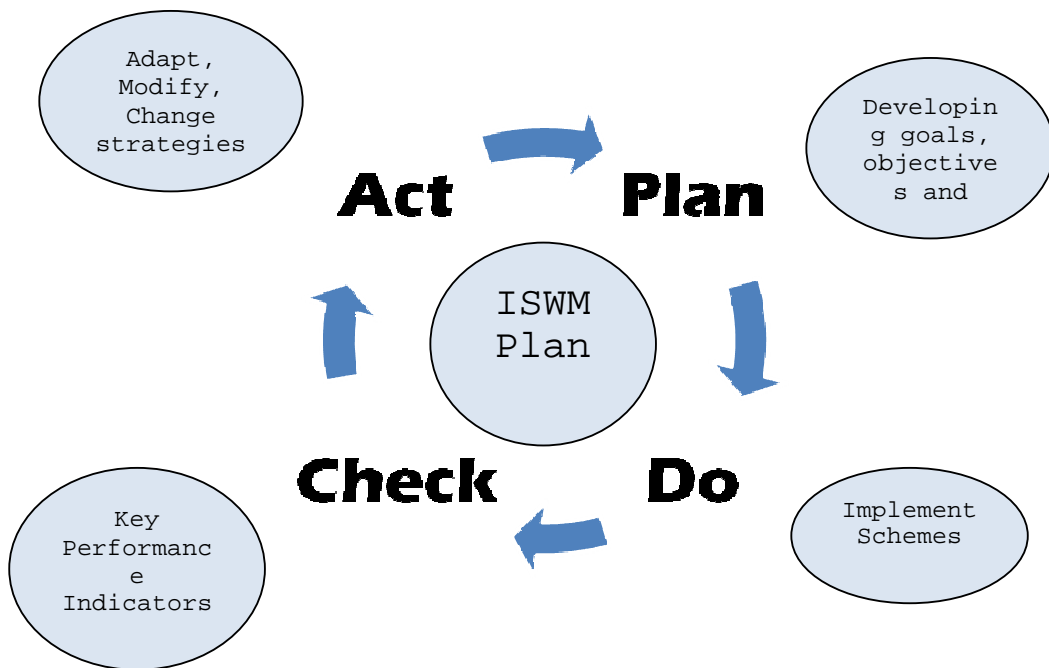 Adapt,
Modify,
Change
strategies
Developin
g goals,
objective
s and
Act
Plan
ISWM
Plan
Check
Do
Key
Performanc
e
Indicators
Implement
Schemes